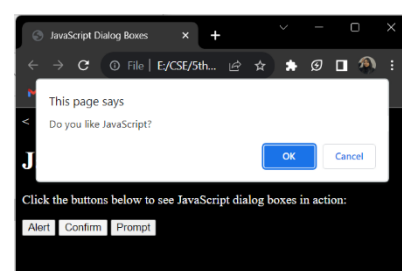 JavaScript Dialog Boxes
File | E:/CSE/5th...
This page says
Do you like JavaScript?
OK Cancel
<
J
Click the buttons below to see JavaScript dialog boxes in action:
Alert Confirm Prompt